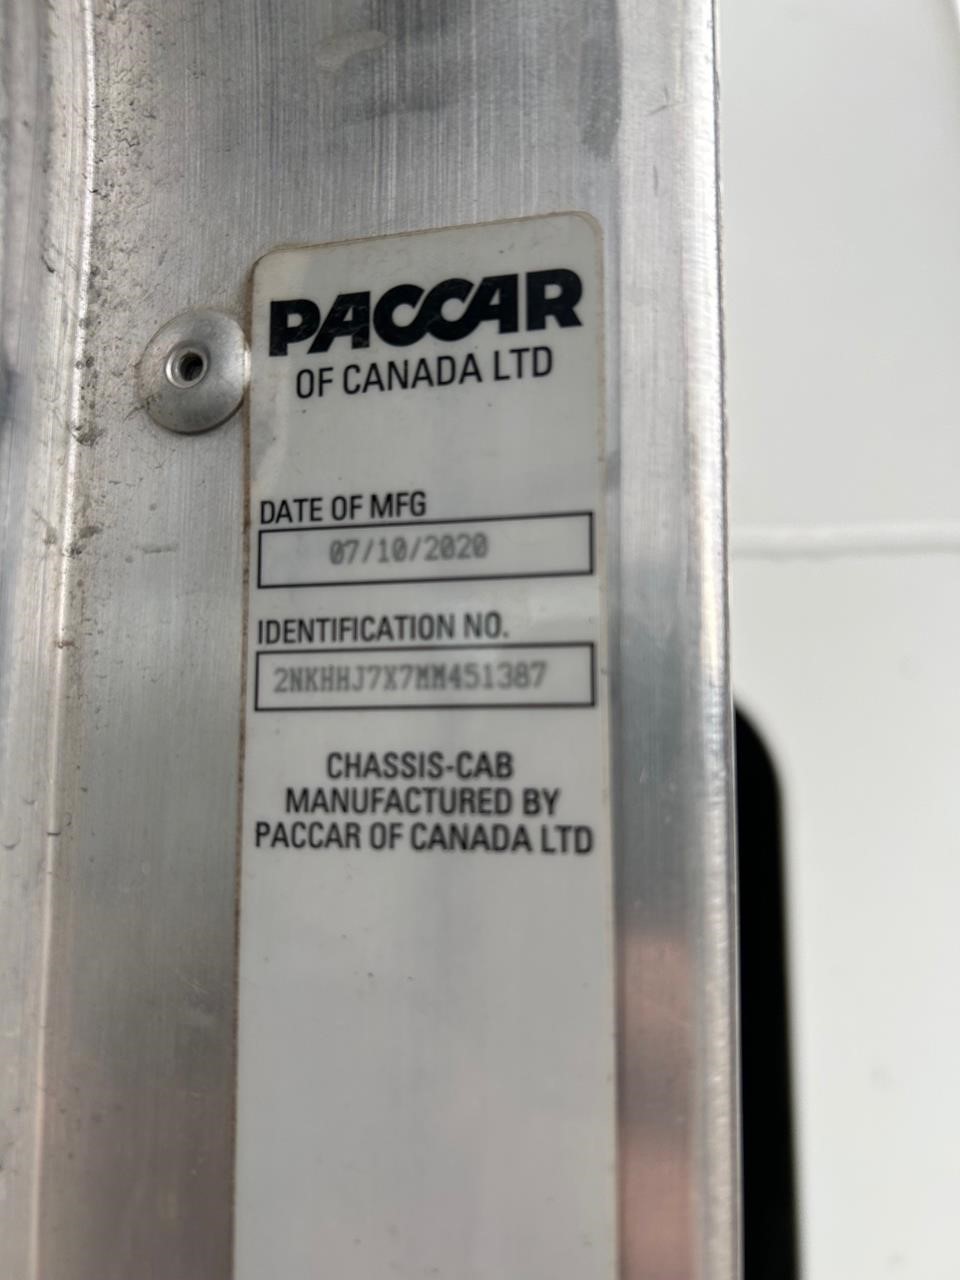 PACCAR
OF CANADA LTD
DATE OF MFG
07/10/2020
IDENTIFICATION NO.
2NKHHJ7X7MM451387
CHASSIS-CAB
MANUFACTURED BY
PACCAR OF CANADA LTD